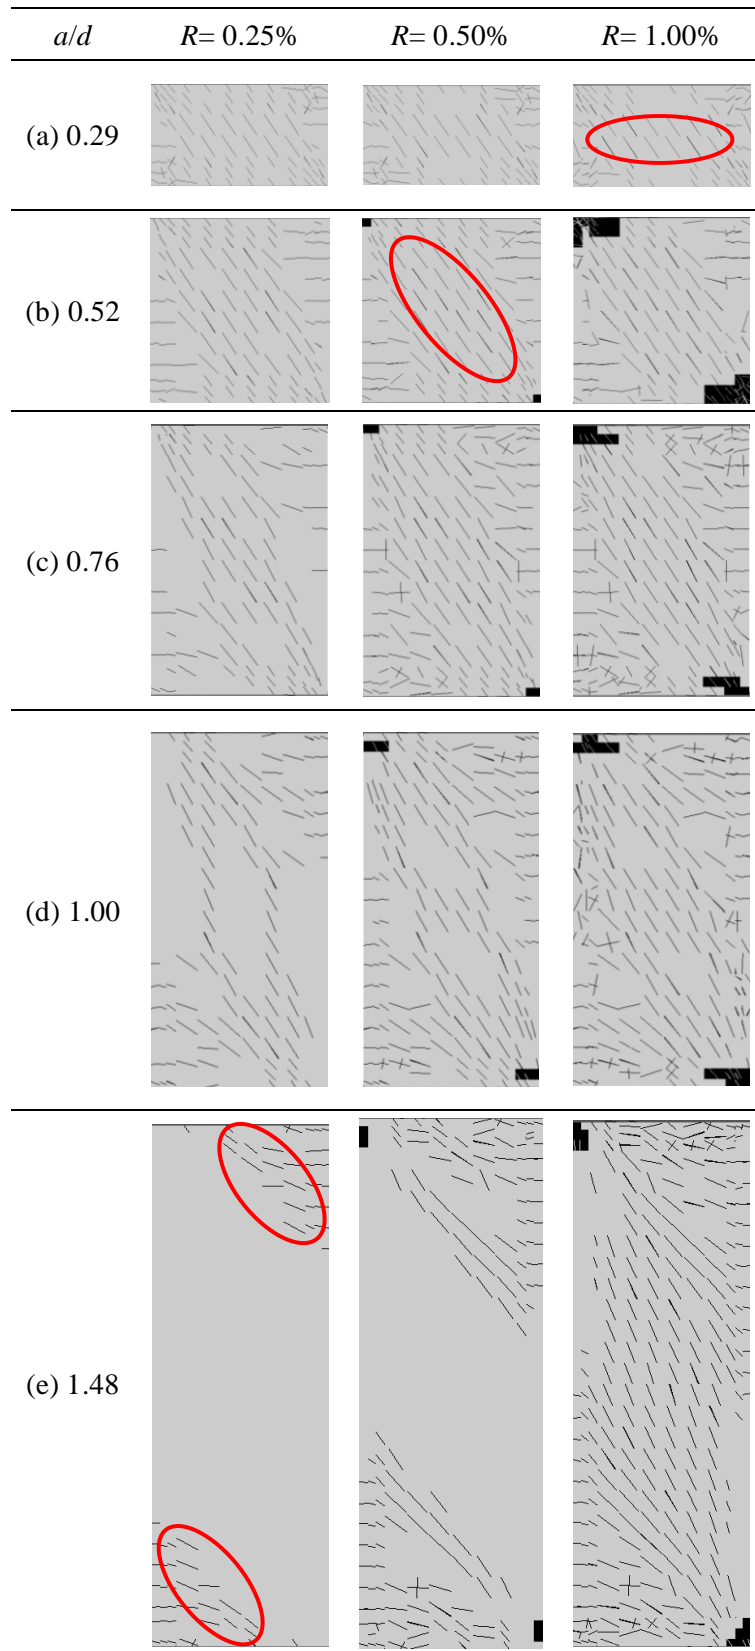 a/d R= 0.25% R= 0.50% R= 1.00%
(a) 0.29
(b) 0.52
(c) 0.76
(d) 1.00
(e) 1.48